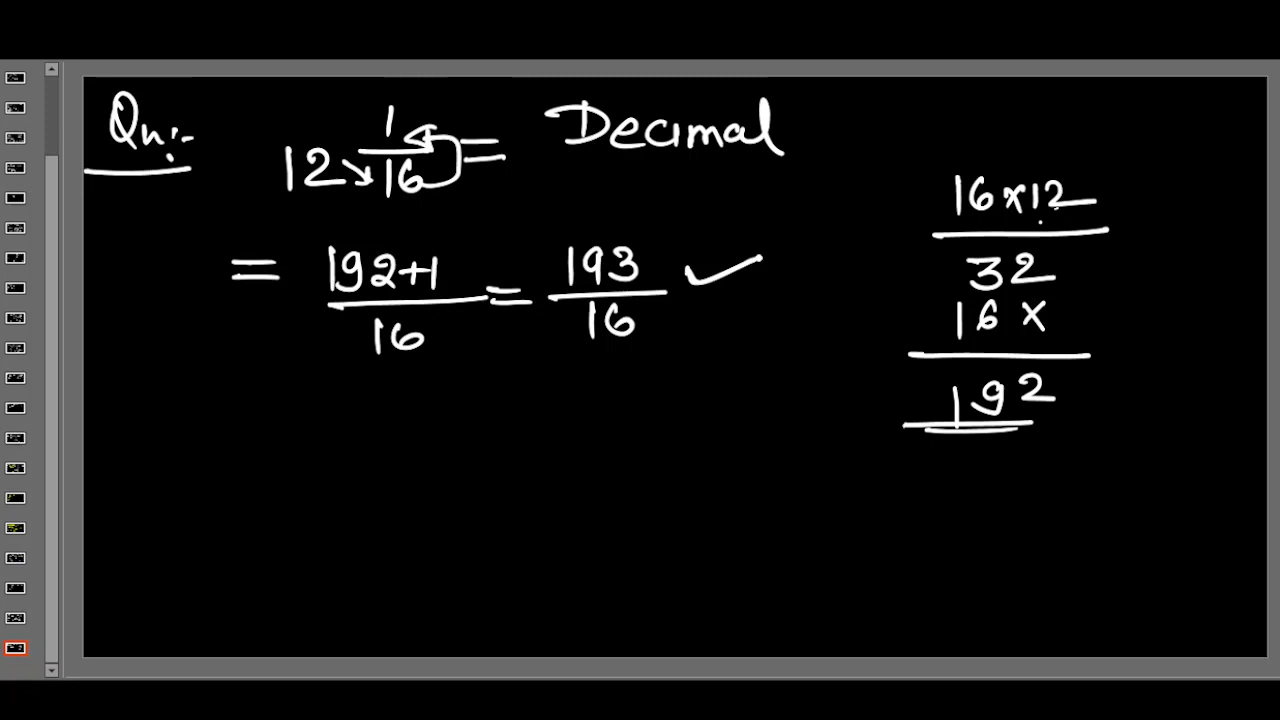 Qn:- 12 1/16 = Decimal
= 192+1/16 = 193/16 ✓
16×12
32
16 ×
192